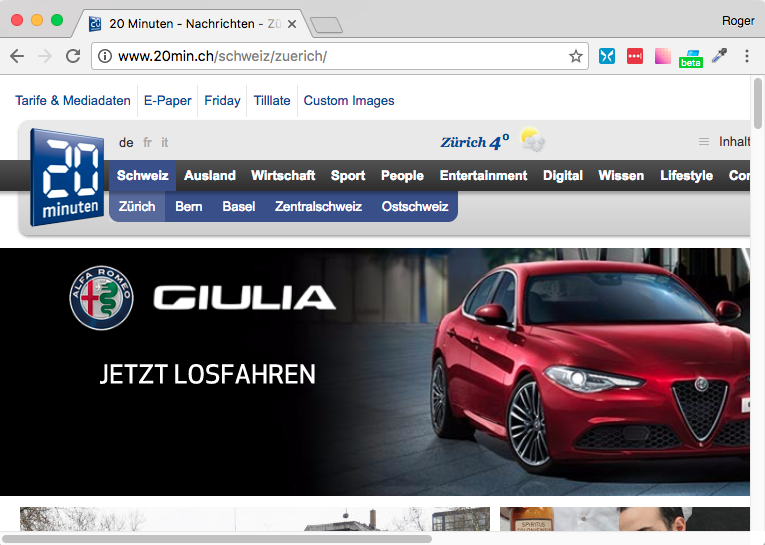 20 Minuten - Nachrichten - Zü
Roger
www.20min.ch/schweiz/zuerich/
beta
Tarife & Mediadaten E-Paper Friday Tilllate Custom Images
20
minuten
de fr it
Zürich 4°
Inhalt
Schweiz Ausland Wirtschaft Sport People Entertainment Digital Wissen Lifestyle
Zürich Bern Basel Zentralschweiz Ostschweiz
ALFA ROMEO
GIULIA
JETZT LOSFAHREN
SPIRITUS